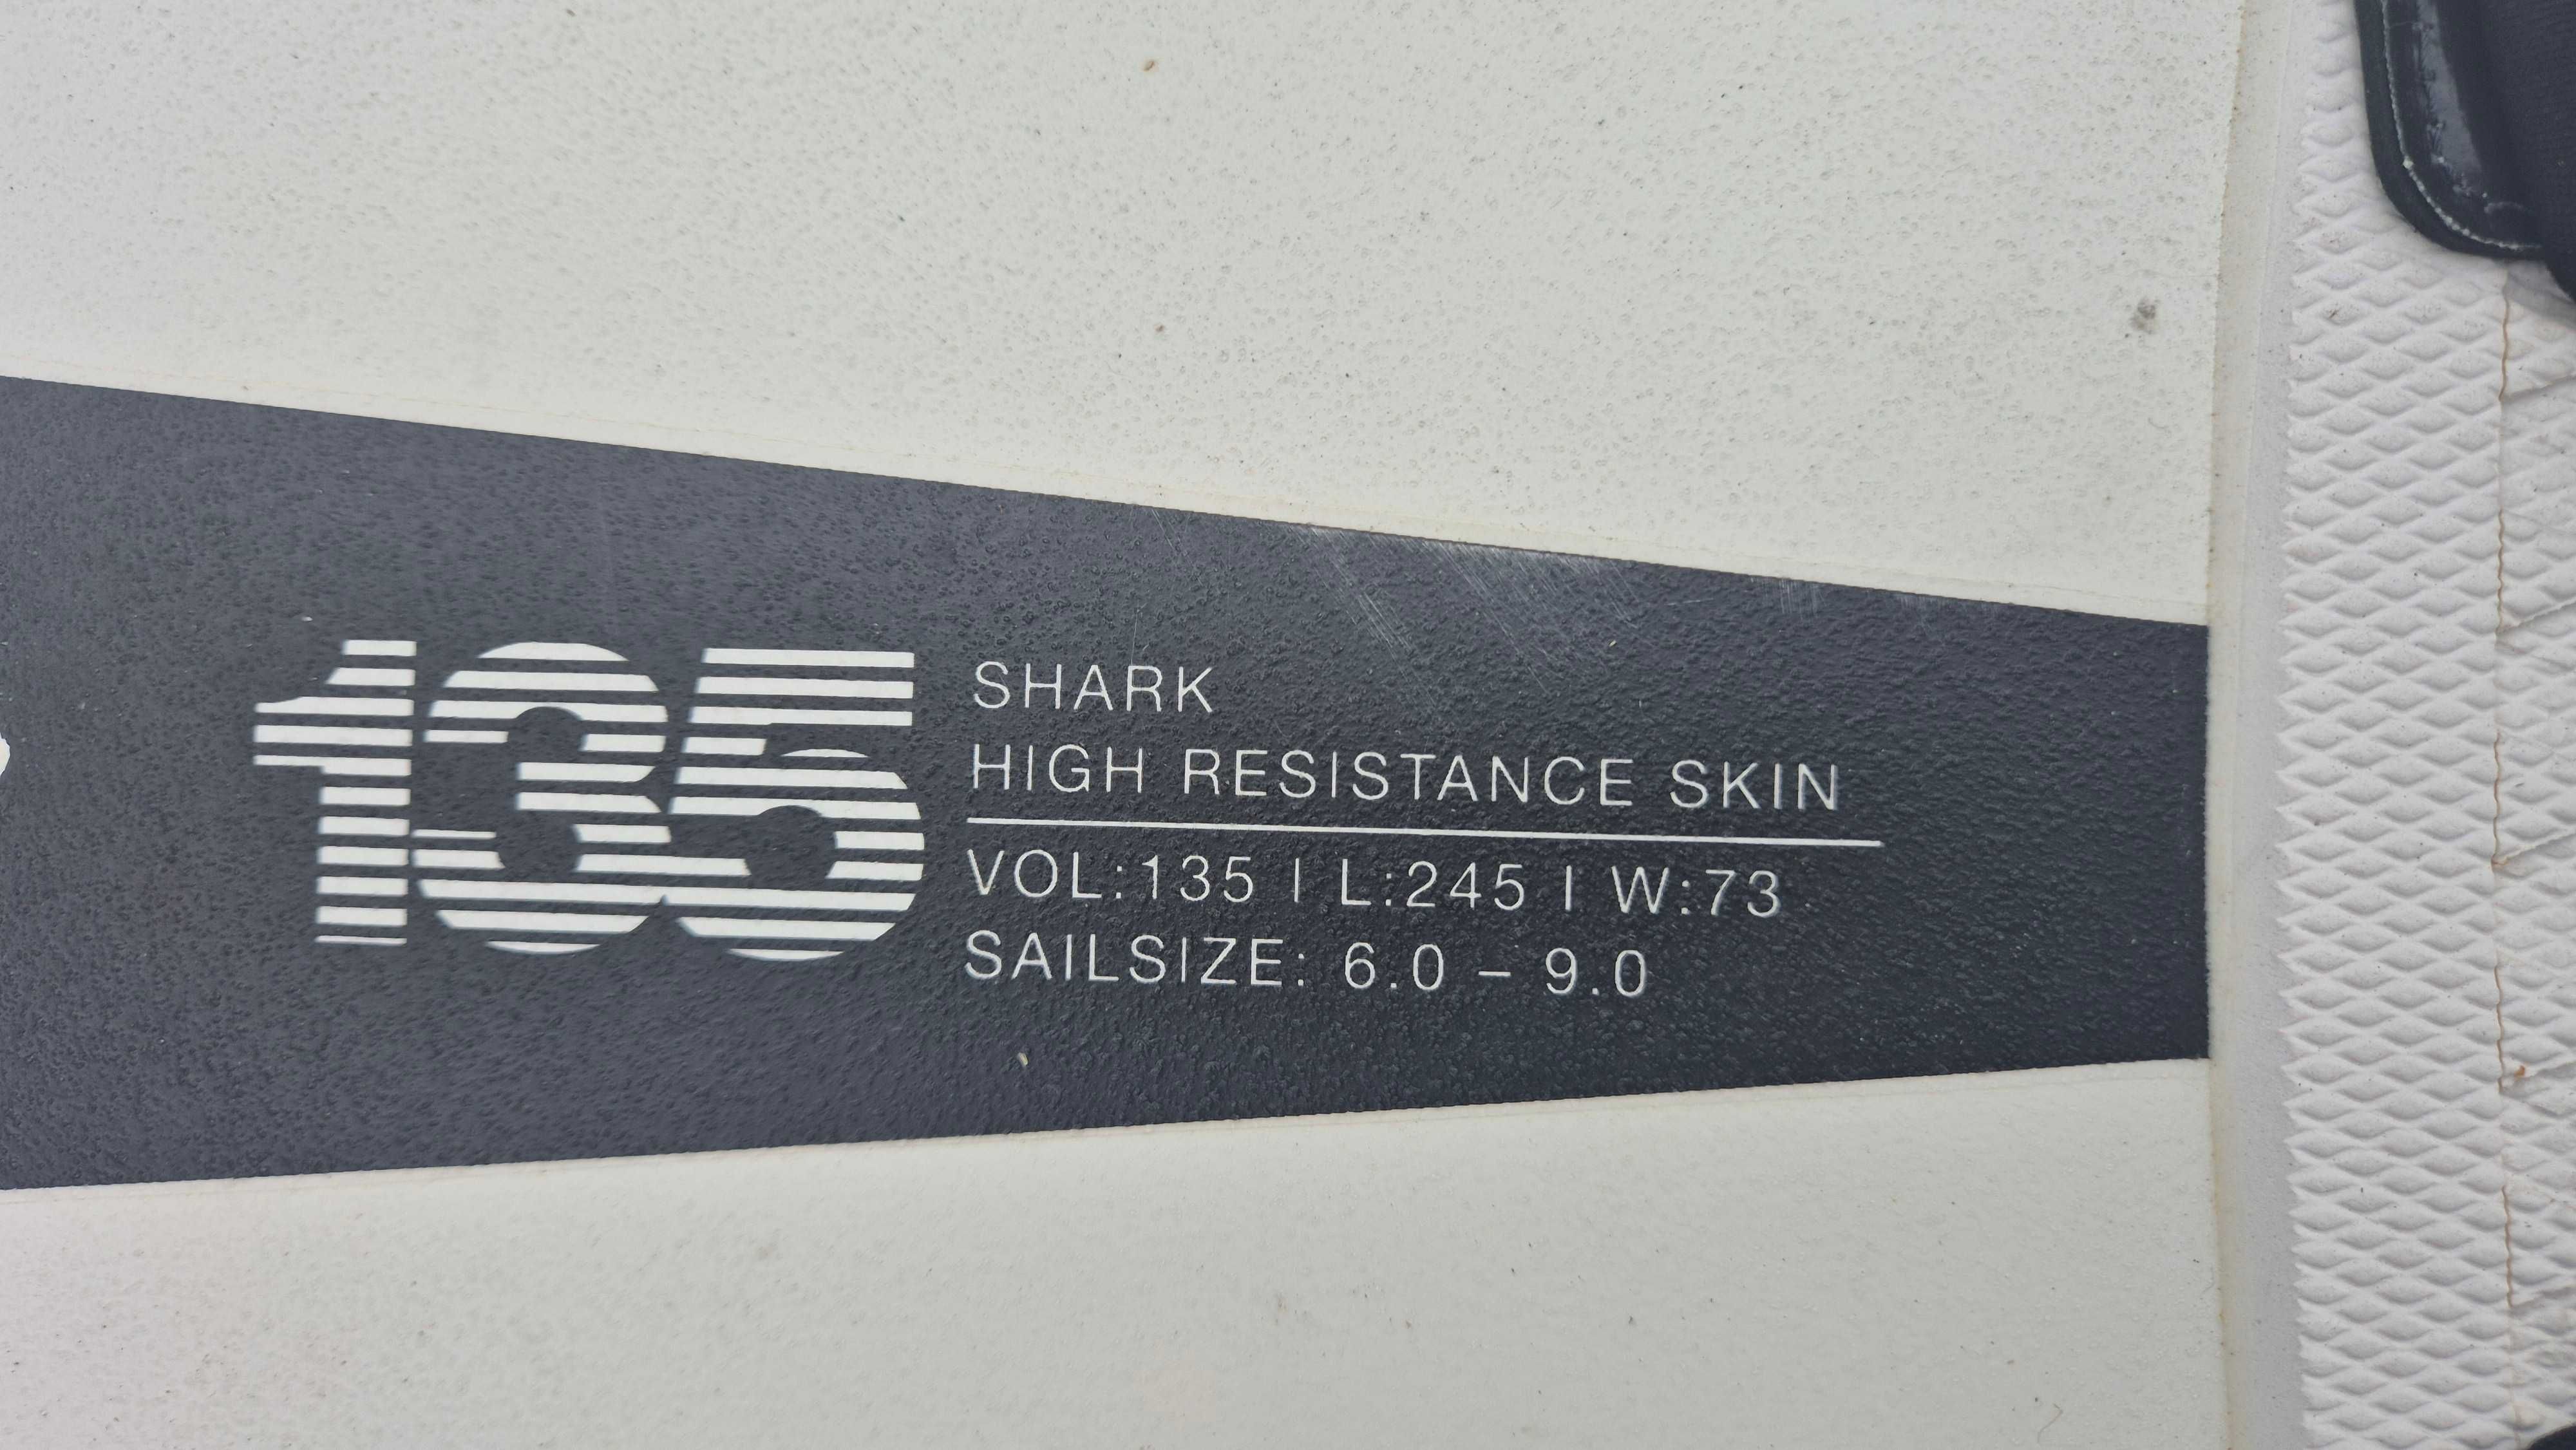 135
SHARK
HIGH RESISTANCE SKIN
VOL:135 | L:245 | W:73
SAILSIZE: 6.0 – 9.0